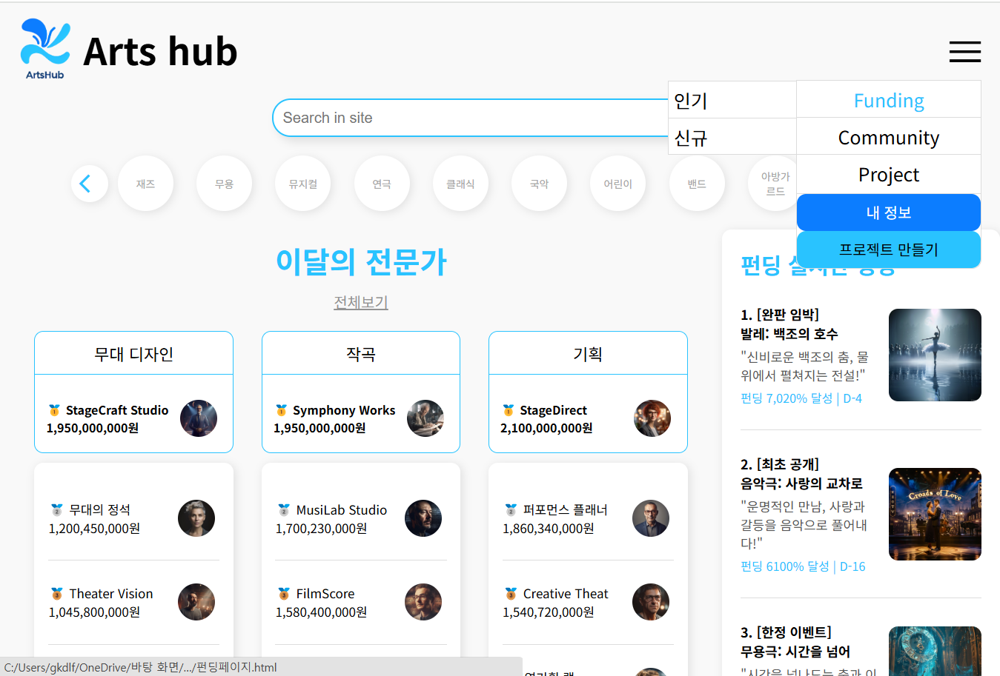 ArtsHub
Arts hub
Search in site
인기
신규
Funding
Community
Project
내 정보
프로젝트 만들기
재즈
무용
뮤지컬
연극
클래식
국악
어린이
밴드
아방가
르드
이달의 전문가
전체보기
무대 디자인
StageCraft Studio
1,950,000,000원
무대의 정석
1,200,450,000원
Theater Vision
1,045,800,000원
작곡
Symphony Works
1,950,000,000원
MusiLab Studio
1,700,230,000원
FilmScore
1,580,400,000원
기획
StageDirect
2,100,000,000원
퍼포먼스 플래너
1,860,340,000원
Creative Theat
1,540,720,000원
펀딩
1. [완판 임박]
발레: 백조의 호수
"신비로운 백조의 춤, 물
위에서 펼쳐지는 전설!"
펀딩 7,020% 달성 | D-4
2. [최초 공개]
음악극: 사랑의 교차로
"운명적인 만남, 사랑과
갈등을 음악으로 풀어내
다!"
펀딩 6100% 달성 | D-16
Croads of Love
3. [한정 이벤트]
무용극: 시간을 넘어
C:/Users/gkdlf/OneDrive/바탕 화면/.../펀딩페이지.html